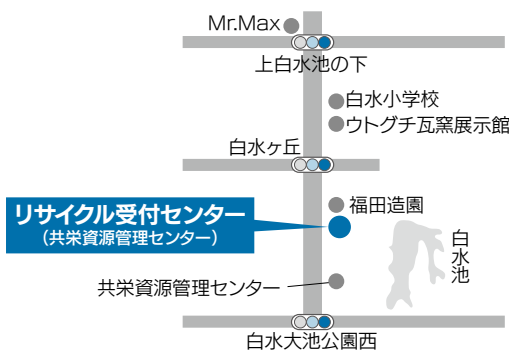 Mr.Max
上白水池の下
白水小学校
ウトグチ瓦窯展示館
白水ヶ丘
福田造園
リサイクル受付センター
（共栄資源管理センター）
白水池
共栄資源管理センター
白水大池公園西